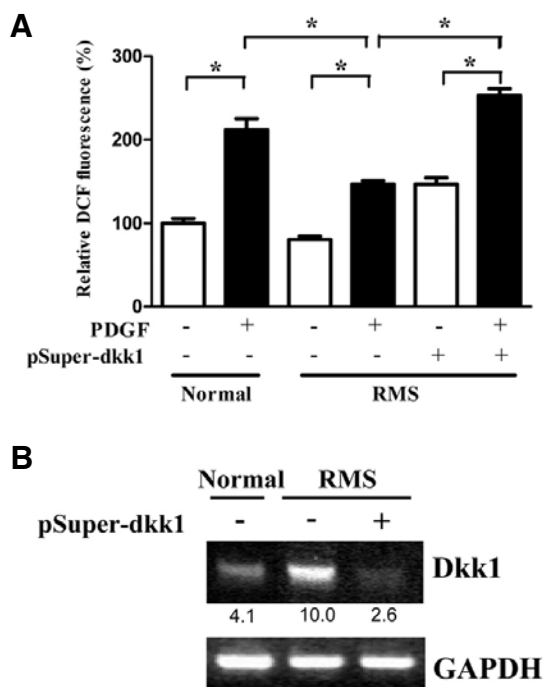 A
Relative DCF fluorescence (%)
300
200
100
0
* * * * *
PDGF - + - + - +
pSuper-dkk1 - - - - + +
Normal RMS
B
Normal RMS
pSuper-dkk1 - - +
Dkk1
4.1 10.0 2.6
GAPDH